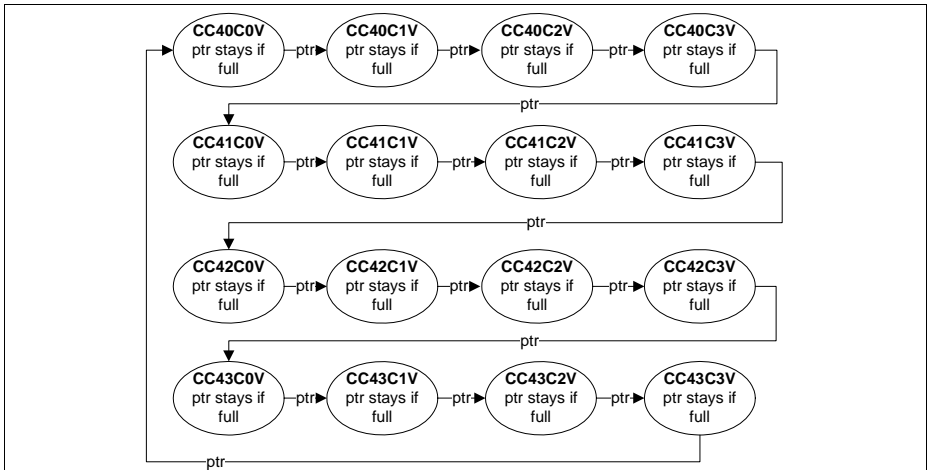 CC40C0V
ptr stays if
full
ptr
CC40C1V
ptr stays if
full
ptr
CC40C2V
ptr stays if
full
ptr
CC40C3V
ptr stays if
full
ptr
CC41C0V
ptr stays if
full
ptr
CC41C1V
ptr stays if
full
ptr
CC41C2V
ptr stays if
full
ptr
CC41C3V
ptr stays if
full
ptr
CC42C0V
ptr stays if
full
ptr
CC42C1V
ptr stays if
full
ptr
CC42C2V
ptr stays if
full
ptr
CC42C3V
ptr stays if
full
ptr
CC43C0V
ptr stays if
full
ptr
CC43C1V
ptr stays if
full
ptr
CC43C2V
ptr stays if
full
ptr
CC43C3V
ptr stays if
full
ptr